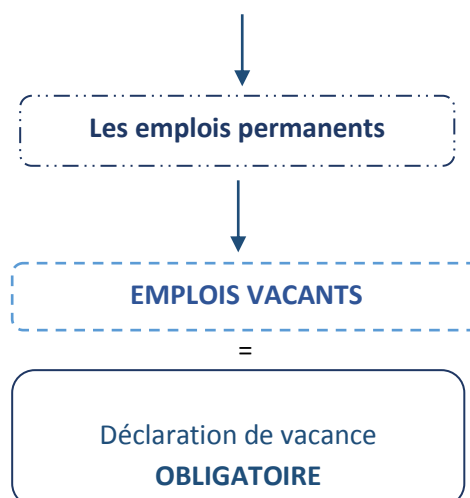 Les emplois permanents
EMPLOIS VACANTS
=
Déclaration de vacance
OBLIGATOIRE